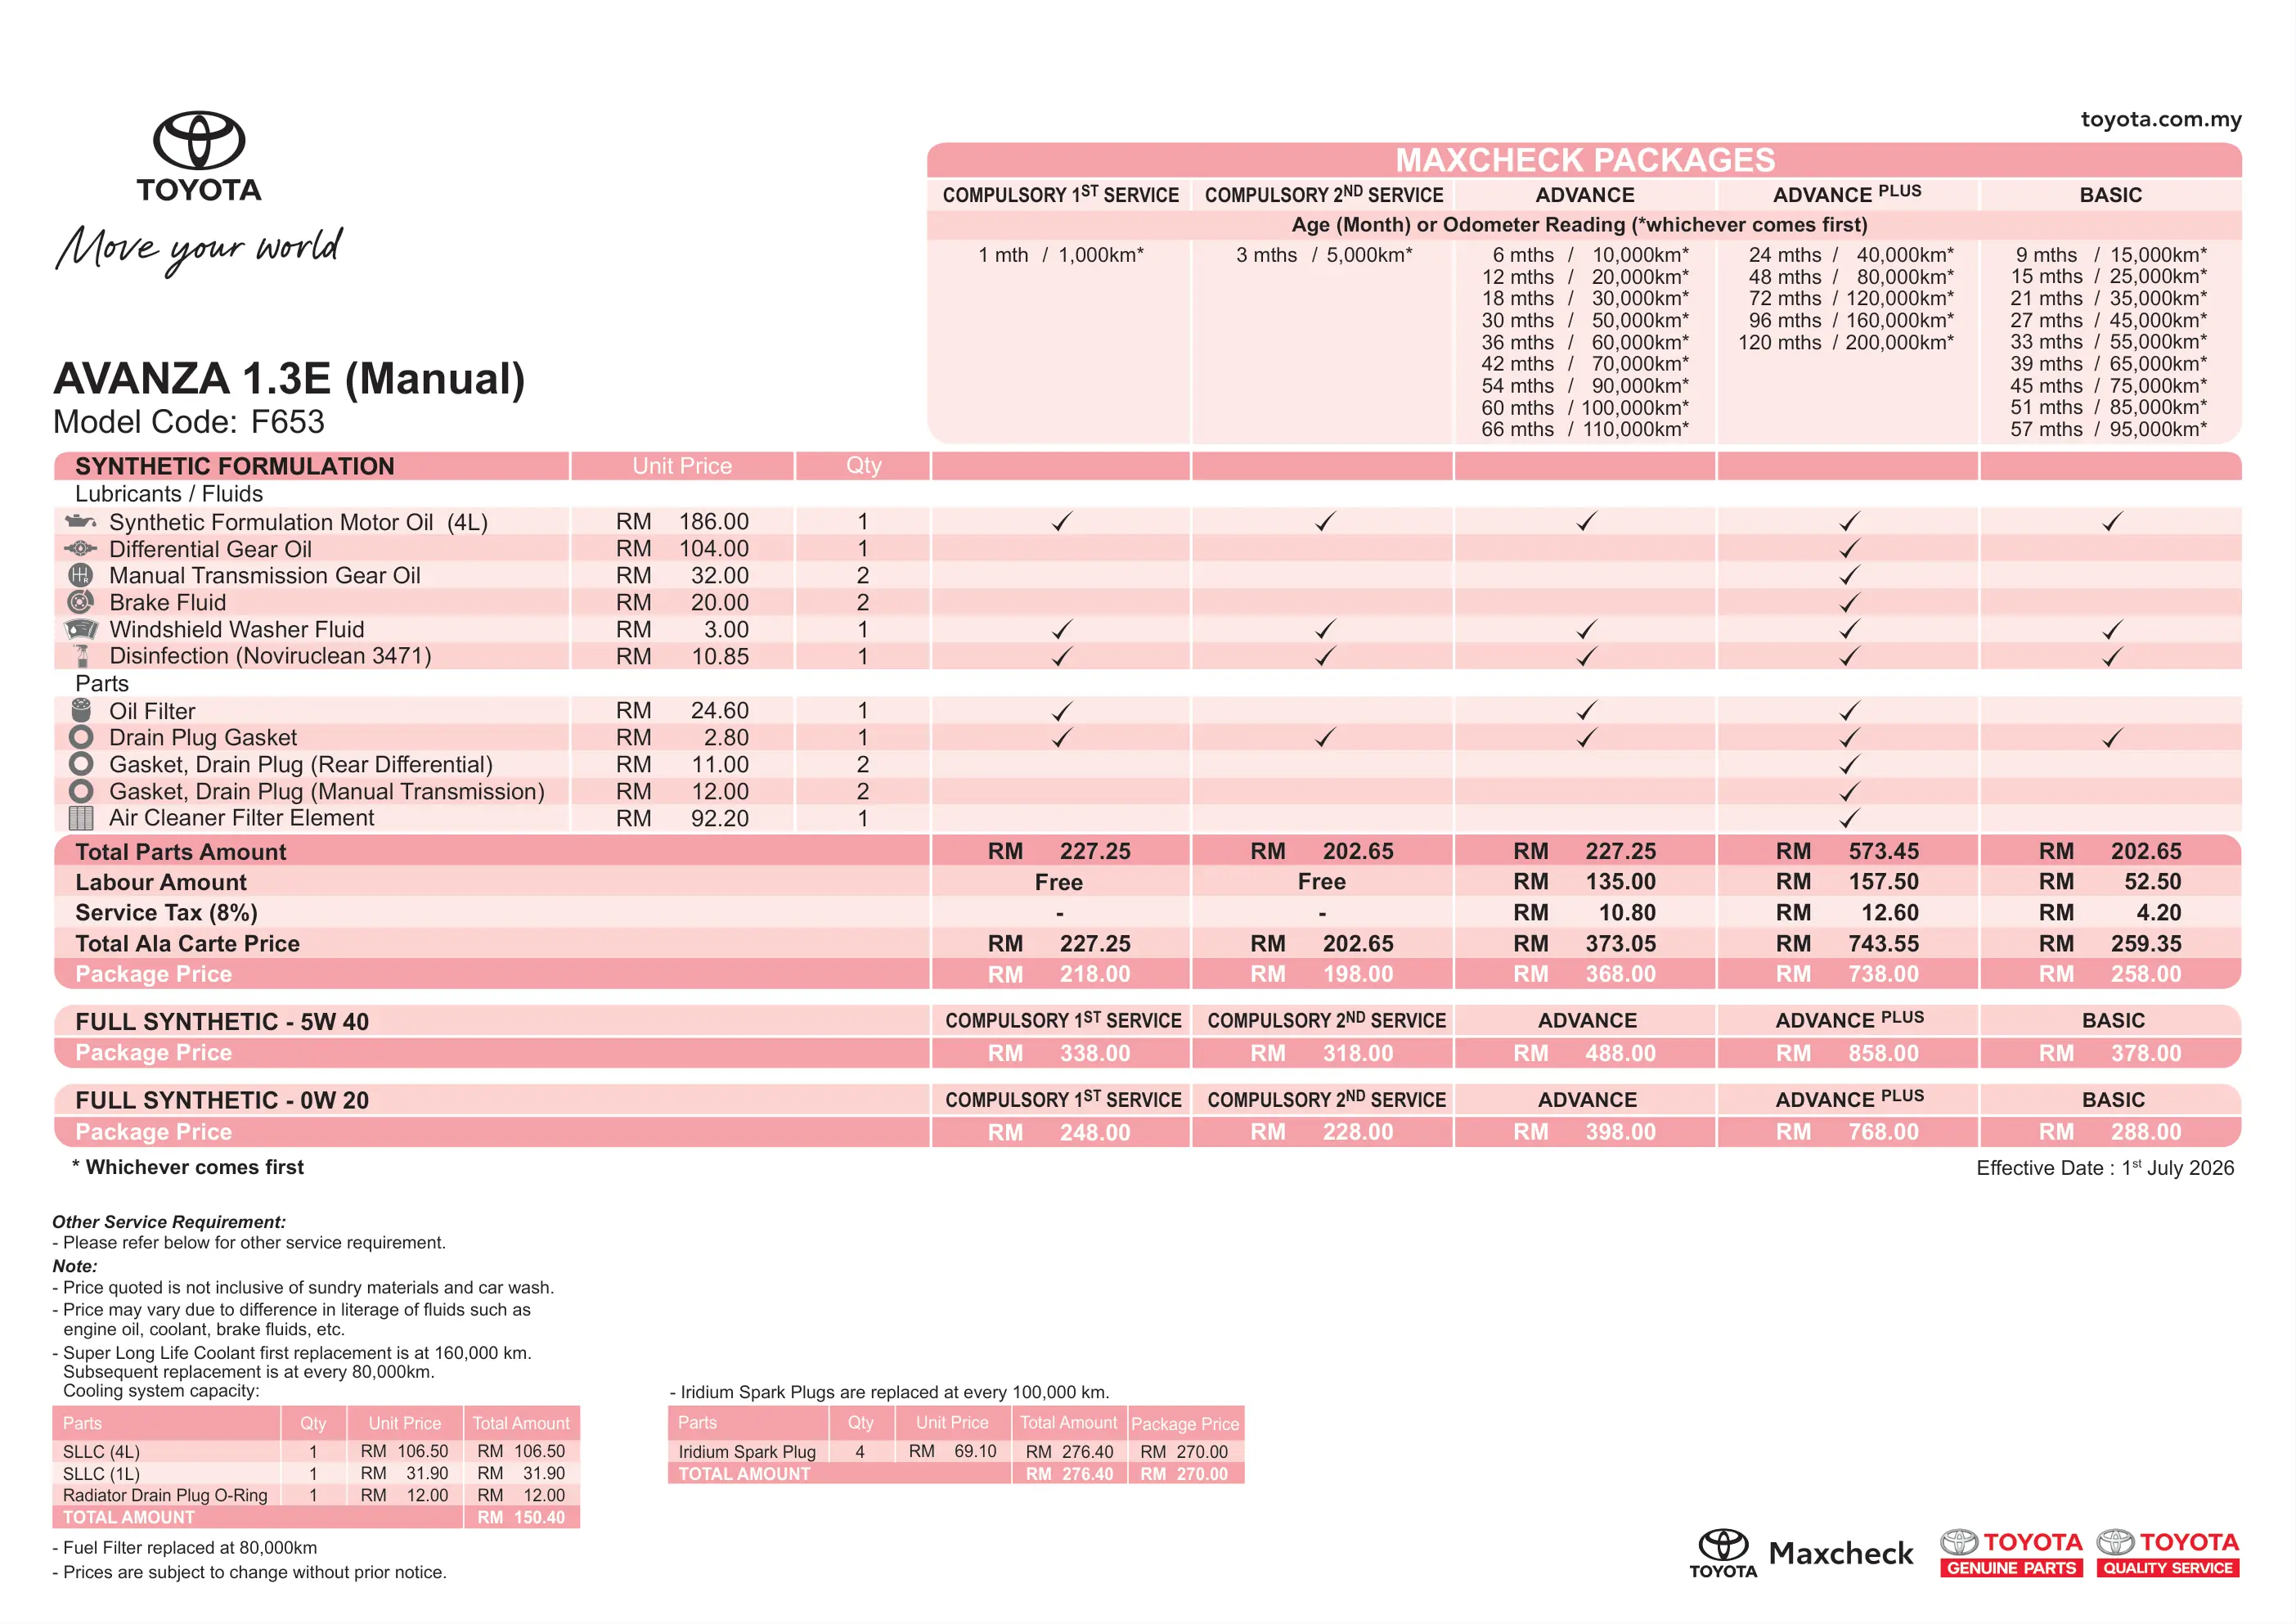 toyota.com.my
TOYOTA
Move your world
AVANZA 1.3E (Manual)
Model Code: F653
MAXCHECK PACKAGES
COMPULSORY 1ST SERVICE COMPULSORY 2ND SERVICE ADVANCE ADVANCE PLUS BASIC
Age (Month) or Odometer Reading (*whichever comes first)
1 mth / 1,000km* 3 mths / 5,000km* 6 mths / 10,000km* 24 mths / 40,000km* 9 mths / 15,000km*
12 mths / 20,000km* 48 mths / 80,000km* 15 mths / 25,000km*
18 mths / 30,000km* 72 mths / 120,000km* 21 mths / 35,000km*
30 mths / 50,000km* 96 mths / 160,000km* 27 mths / 45,000km*
36 mths / 60,000km* 120 mths / 200,000km* 33 mths / 55,000km*
42 mths / 70,000km* 39 mths / 65,000km*
54 mths / 90,000km* 45 mths / 75,000km*
60 mths / 100,000km* 51 mths / 85,000km*
66 mths / 110,000km* 57 mths / 95,000km*
SYNTHETIC FORMULATION Unit Price Qty
Lubricants / Fluids
Synthetic Formulation Motor Oil (4L) RM 186.00 1 ✓ ✓ ✓ ✓ ✓
Differential Gear Oil RM 104.00 1 ✓
Manual Transmission Gear Oil RM 32.00 2 ✓
Brake Fluid RM 20.00 2 ✓
Windshield Washer Fluid RM 3.00 1 ✓ ✓ ✓ ✓ ✓
Disinfection (Noviruclean 3471) RM 10.85 1 ✓ ✓ ✓ ✓ ✓
Parts
Oil Filter RM 24.60 1 ✓ ✓ ✓
Drain Plug Gasket RM 2.80 1 ✓ ✓ ✓ ✓ ✓
Gasket, Drain Plug (Rear Differential) RM 11.00 2 ✓
Gasket, Drain Plug (Manual Transmission) RM 12.00 2 ✓
Air Cleaner Filter Element RM 92.20 1 ✓
Total Parts Amount RM 227.25 RM 202.65 RM 227.25 RM 573.45 RM 202.65
Labour Amount Free Free RM 135.00 RM 157.50 RM 52.50
Service Tax (8%) - - RM 10.80 RM 12.60 RM 4.20
Total Ala Carte Price RM 227.25 RM 202.65 RM 373.05 RM 743.55 RM 259.35
Package Price RM 218.00 RM 198.00 RM 368.00 RM 738.00 RM 258.00
FULL SYNTHETIC - 5W 40 COMPULSORY 1ST SERVICE COMPULSORY 2ND SERVICE ADVANCE ADVANCE PLUS BASIC
Package Price RM 338.00 RM 318.00 RM 488.00 RM 858.00 RM 378.00
FULL SYNTHETIC - 0W 20 COMPULSORY 1ST SERVICE COMPULSORY 2ND SERVICE ADVANCE ADVANCE PLUS BASIC
Package Price RM 248.00 RM 228.00 RM 398.00 RM 768.00 RM 288.00
* Whichever comes first
Effective Date : 1st July 2026
Other Service Requirement:
- Please refer below for other service requirement.
Note:
- Price quoted is not inclusive of sundry materials and car wash.
- Price may vary due to difference in literage of fluids such as
engine oil, coolant, brake fluids, etc.
- Super Long Life Coolant first replacement is at 160,000 km.
Subsequent replacement is at every 80,000km.
Cooling system capacity:
Parts Qty Unit Price Total Amount
SLLC (4L) 1 RM 106.50 RM 106.50
SLLC (1L) 1 RM 31.90 RM 31.90
Radiator Drain Plug O-Ring 1 RM 12.00 RM 12.00
TOTAL AMOUNT RM 150.40
- Fuel Filter replaced at 80,000km
- Prices are subject to change without prior notice.
- Iridium Spark Plugs are replaced at every 100,000 km.
Parts Qty Unit Price Total Amount Package Price
Iridium Spark Plug 4 RM 69.10 RM 276.40 RM 270.00
TOTAL AMOUNT RM 276.40 RM 270.00
TOYOTA Maxcheck
TOYOTA GENUINE PARTS
TOYOTA QUALITY SERVICE